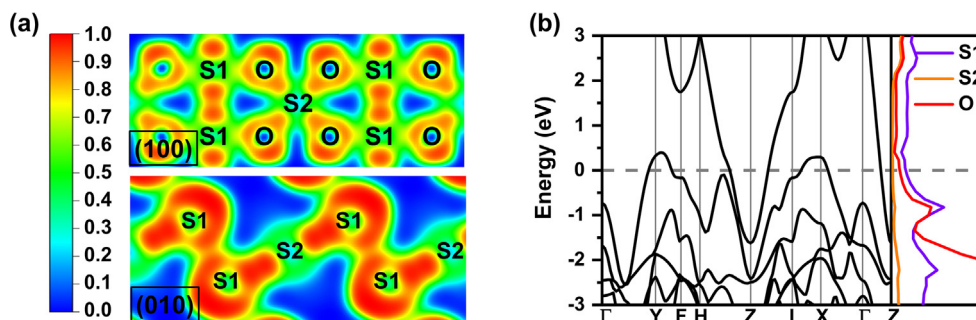 (a)
1.0
0.9
0.8
0.7
0.6
0.5
0.4
0.3
0.2
0.1
0.0
S1 O O S1 O
S2
S1 O O S1 O
(100)
S1 S1
S2 S2
S1 S1
(010)
(b)
Energy (eV)
3
2
1
0
-1
-2
-3
Γ Y F H Z I X Γ Z
S1
S2
O